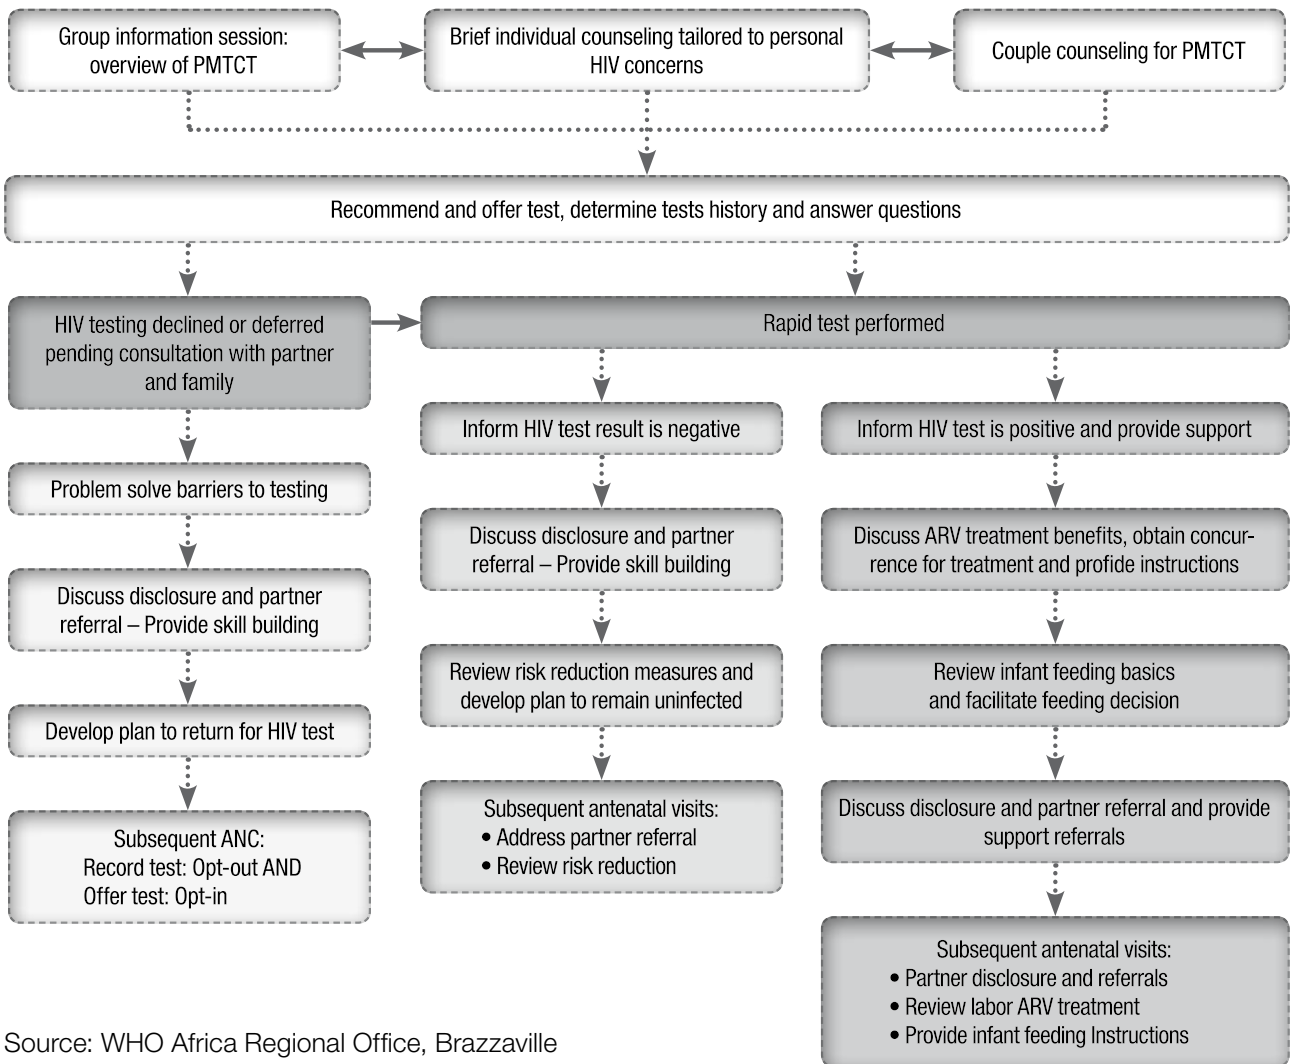 Group information session:
overview of PMTCT
Brief individual counseling tailored to personal
HIV concerns
Couple counseling for PMTCT
Recommend and offer test, determine tests history and answer questions
HIV testing declined or deferred
pending consultation with partner
and family
Rapid test performed
Problem solve barriers to testing
Discuss disclosure and partner
referral – Provide skill building
Develop plan to return for HIV test
Subsequent ANC:
Record test: Opt-out AND
Offer test: Opt-in
Inform HIV test result is negative
Discuss disclosure and partner
referral – Provide skill building
Review risk reduction measures and
develop plan to remain uninfected
Subsequent antenatal visits:
• Address partner referral
• Review risk reduction
Inform HIV test is positive and provide support
Discuss ARV treatment benefits, obtain concur-
rence for treatment and profide instructions
Review infant feeding basics
and facilitate feeding decision
Discuss disclosure and partner referral and provide
support referrals
Subsequent antenatal visits:
• Partner disclosure and referrals
• Review labor ARV treatment
• Provide infant feeding Instructions
Source: WHO Africa Regional Office, Brazzaville